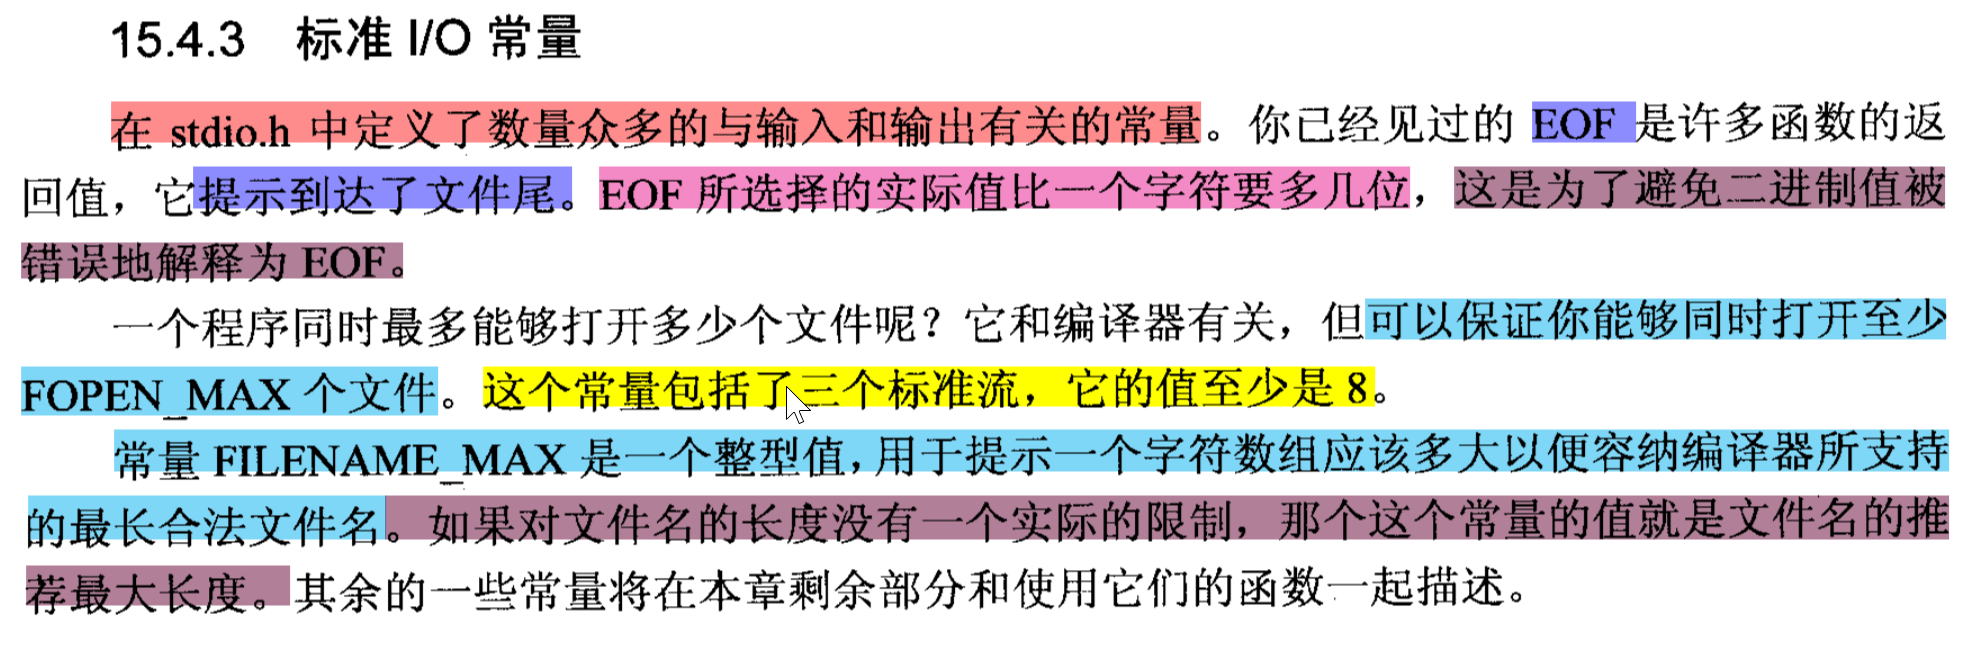 15.4.3 标准 I/O 常量
在 stdio.h 中定义了数量众多的与输入和输出有关的常量。你已经见过的 EOF 是许多函数的返
回值，它提示到达了文件尾。EOF 所选择的实际值比一个字符要多几位，这是为了避免二进制值被
错误地解释为 EOF。
一个程序同时最多能够打开多少个文件呢？它和编译器有关，但可以保证你能够同时打开至少
FOPEN_MAX 个文件。这个常量包括了三个标准流，它的值至少是 8。
常量 FILENAME_MAX 是一个整型值，用于提示一个字符数组应该多大以便容纳编译器所支持
的最长合法文件名。如果对文件名的长度没有一个实际的限制，那个这个常量的值就是文件名的推
荐最大长度。其余的一些常量将在本章剩余部分和使用它们的函数一起描述。